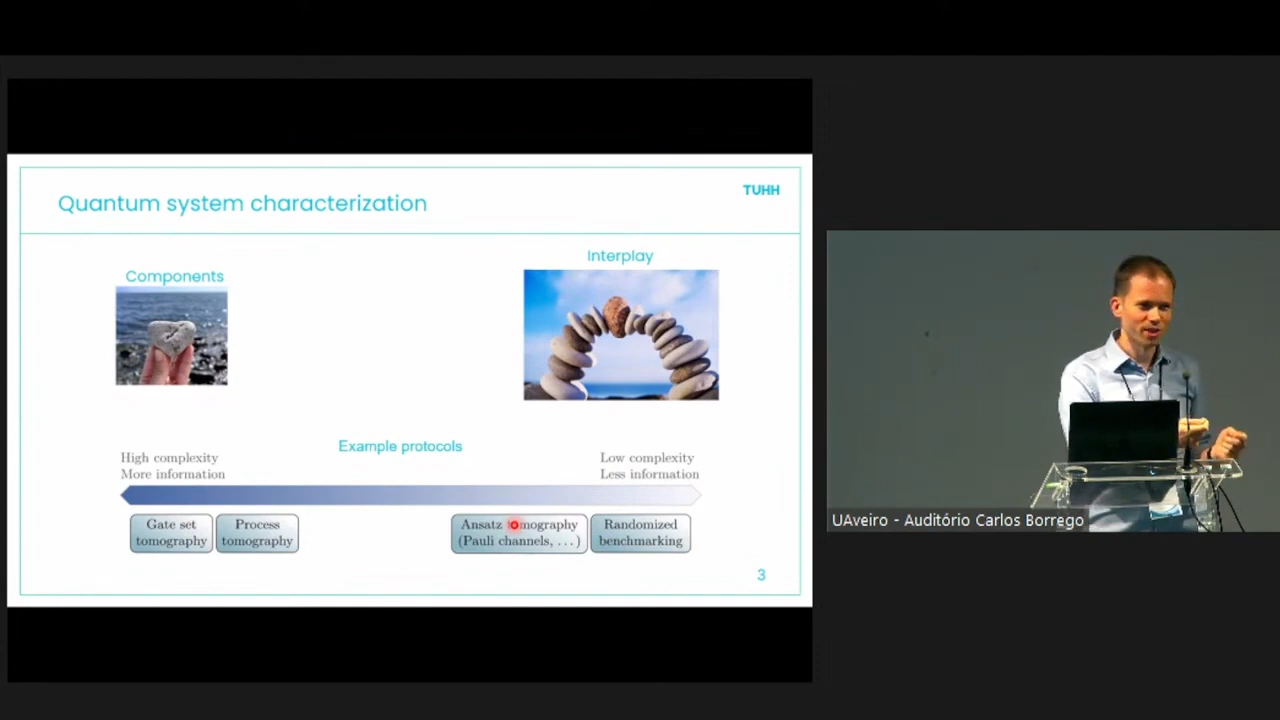 Quantum system characterization
TUHH
Components
Interplay
Example protocols
High complexity
More information
Low complexity
Less information
Gate set
tomography
Process
tomography
Ansatz tomography
(Pauli channels, . . . )
Randomized
benchmarking
3
UAveiro - Auditório Carlos Borrego